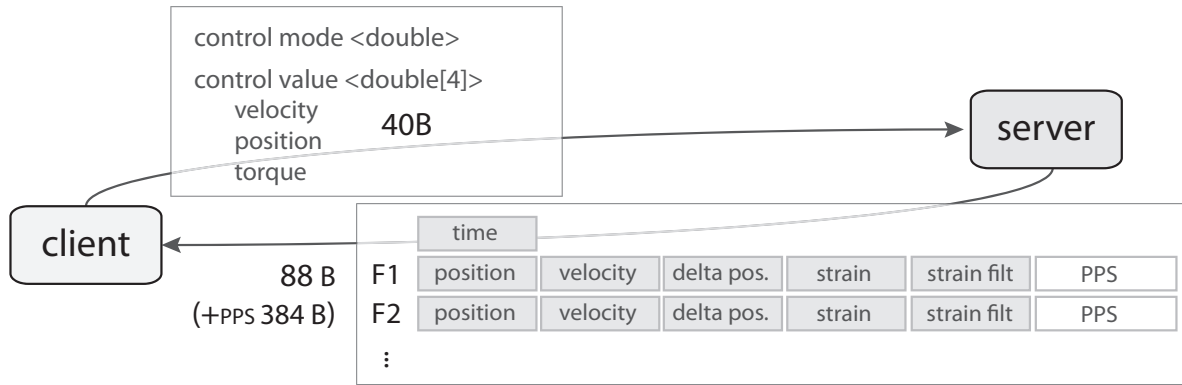 control mode <double>
control value <double[4]>
velocity
position
torque
40B
server
client
time
88 B
(+PPS 384 B)
F1 position velocity delta pos. strain strain filt PPS
F2 position velocity delta pos. strain strain filt PPS
⋮